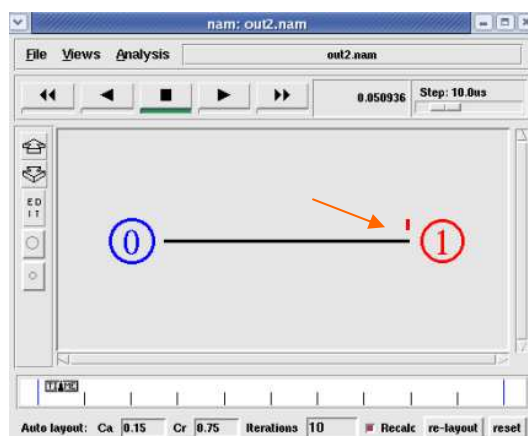 nam: out2.nam
File Views Analysis out2.nam
0.050936 Step: 10.0us
ED
IT
0 1
TIME
Auto layout: Ca 0.15 Cr 0.75 Iterations 10 Recalc re-layout reset